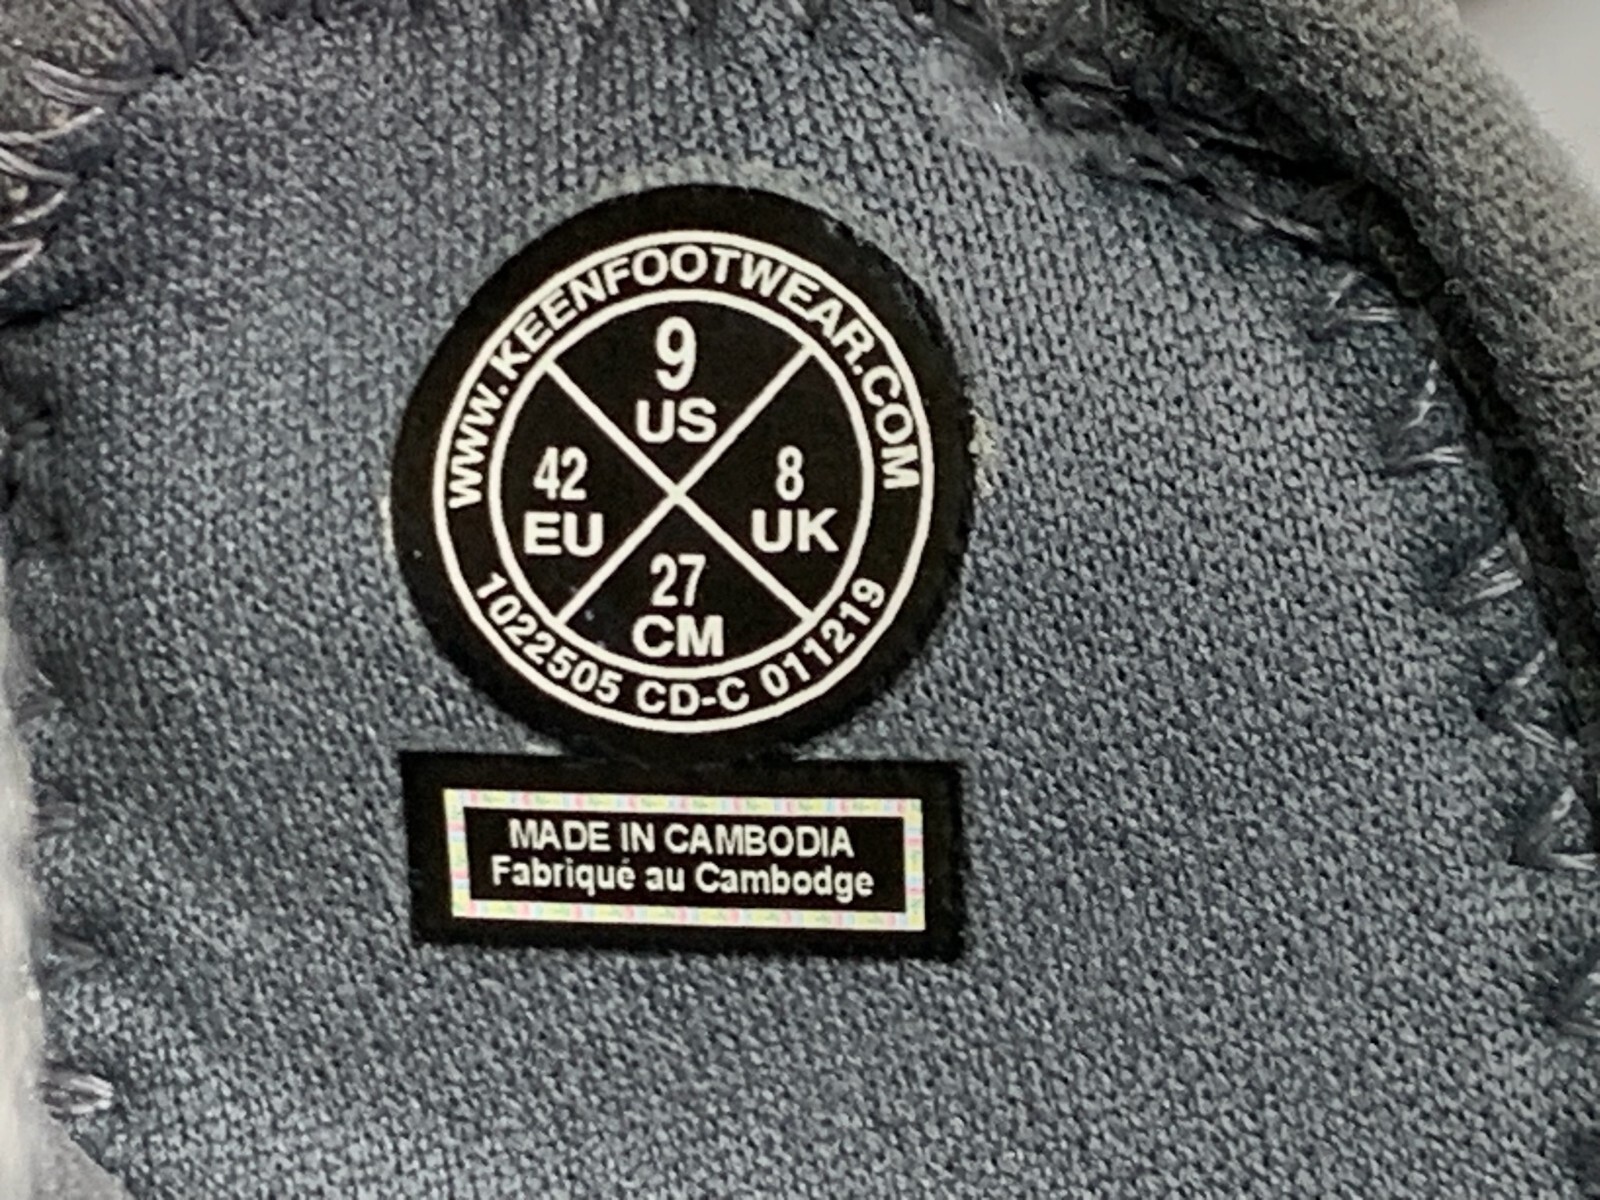 WWW.KEENFOOTWEAR.COM
9
US
42
EU
8
UK
27
CM
1022505 CD-C 011219
MADE IN CAMBODIA
Fabriqué au Cambodge